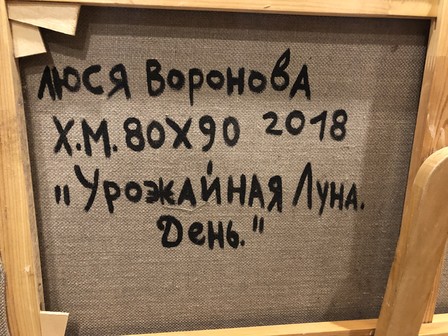 Люся Воронова
Х.М. 80Х90 2018
"Урожайная Луна.
День."